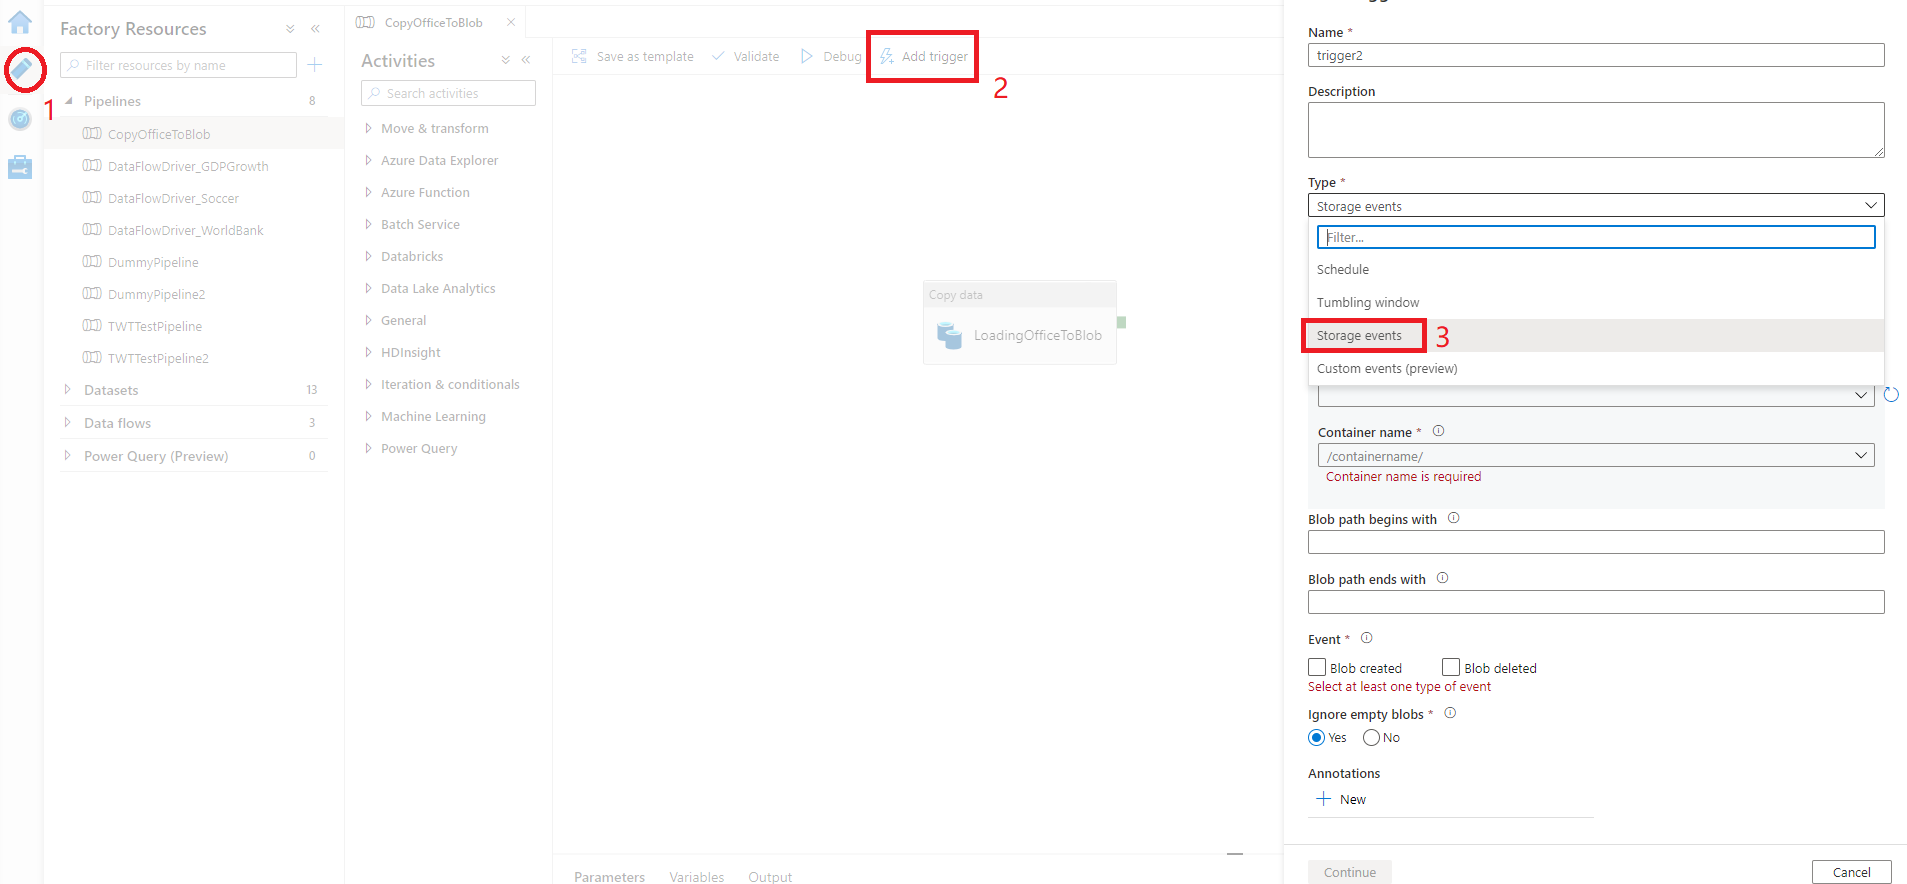 Factory Resources
Filter resources by name
1
Pipelines 8
CopyOfficeToBlob
DataFlowDriver_GDPGrowth
DataFlowDriver_Soccer
DataFlowDriver_WorldBank
DummyPipeline
DummyPipeline2
TWTTestPipeline
TWTTestPipeline2
Datasets 13
Data flows 3
Power Query (Preview) 0
CopyOfficeToBlob
Activities
Search activities
Move & transform
Azure Data Explorer
Azure Function
Batch Service
Databricks
Data Lake Analytics
General
HDInsight
Iteration & conditionals
Machine Learning
Power Query
Save as template Validate Debug Add trigger
2
Copy data
LoadingOfficeToBlob
Parameters Variables Output
Name *
trigger2
Description
Type *
Storage events
Filter...
Schedule
Tumbling window
Storage events 3
Custom events (preview)
Container name *
/containername/
Container name is required
Blob path begins with
Blob path ends with
Event *
Blob created Blob deleted
Select at least one type of event
Ignore empty blobs *
Yes No
Annotations
New
Continue Cancel